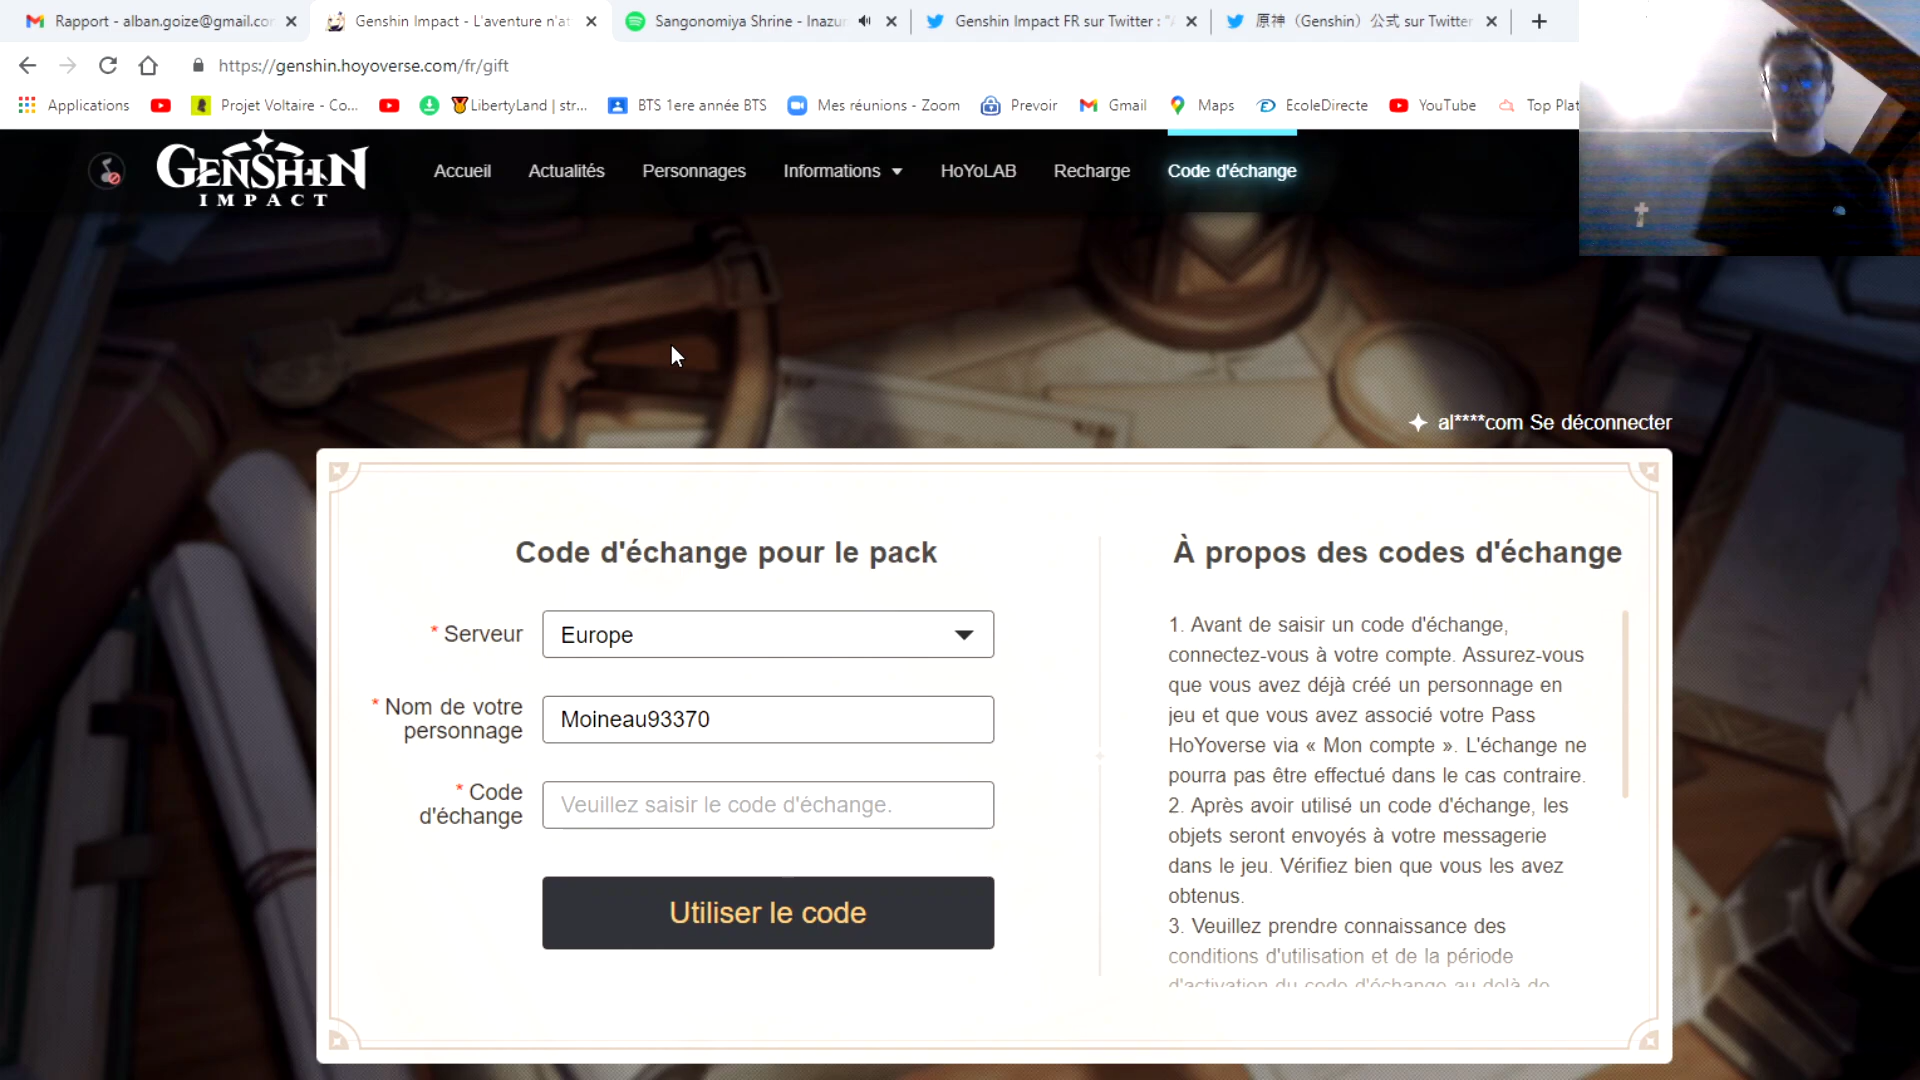 Rapport - alban.goize@gmail.co
Genshin Impact - L'aventure n'a
Sangonomiya Shrine - Inazu
Genshin Impact FR sur Twitter : "
原神（Genshin）公式 sur Twitter
https://genshin.hoyoverse.com/fr/gift
Applications
Projet Voltaire - Co...
LibertyLand | str...
BTS 1ere année BTS
Mes réunions - Zoom
Prevoir
Gmail
Maps
EcoleDirecte
YouTube
Top Plat
GENSHIN
IMPACT
Accueil
Actualités
Personnages
Informations
HoYoLAB
Recharge
Code d'échange
al****com Se déconnecter
Code d'échange pour le pack
* Serveur
Europe
* Nom de votre
personnage
Moineau93370
* Code
d'échange
Veuillez saisir le code d'échange.
Utiliser le code
À propos des codes d'échange
1. Avant de saisir un code d'échange,
connectez-vous à votre compte. Assurez-vous
que vous avez déjà créé un personnage en
jeu et que vous avez associé votre Pass
HoYoverse via « Mon compte ». L'échange ne
pourra pas être effectué dans le cas contraire.
2. Après avoir utilisé un code d'échange, les
objets seront envoyés à votre messagerie
dans le jeu. Vérifiez bien que vous les avez
obtenus.
3. Veuillez prendre connaissance des
conditions d'utilisation et de la période
d'activation du code d'échange au delà de